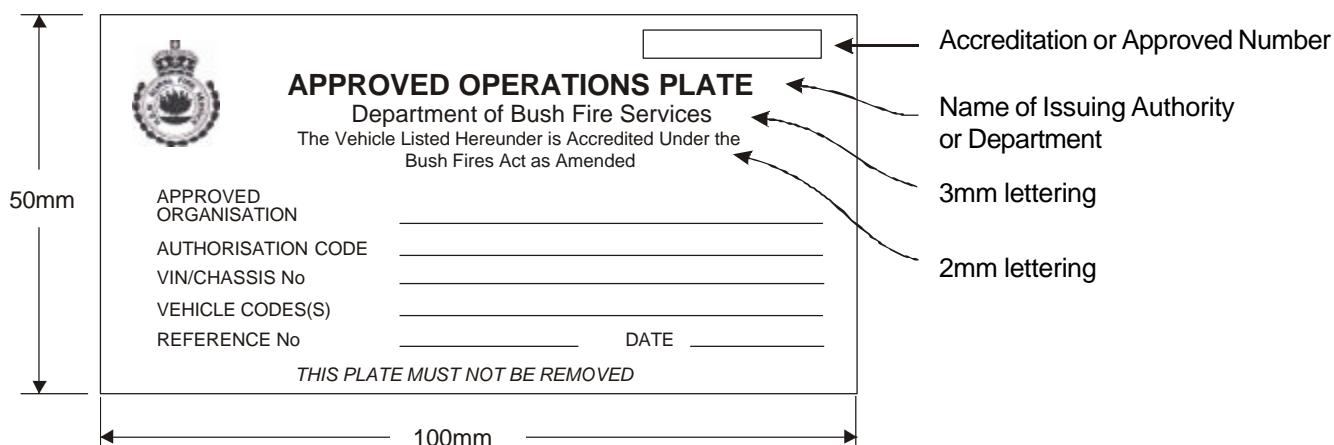 Accreditation or Approved Number
APPROVED OPERATIONS PLATE
Name of Issuing Authority
or Department
Department of Bush Fire Services
The Vehicle Listed Hereunder is Accredited Under the
Bush Fires Act as Amended
3mm lettering
2mm lettering
50mm
APPROVED
ORGANISATION
AUTHORISATION CODE
VIN/CHASSIS No
VEHICLE CODES(S)
REFERENCE No DATE
THIS PLATE MUST NOT BE REMOVED
100mm